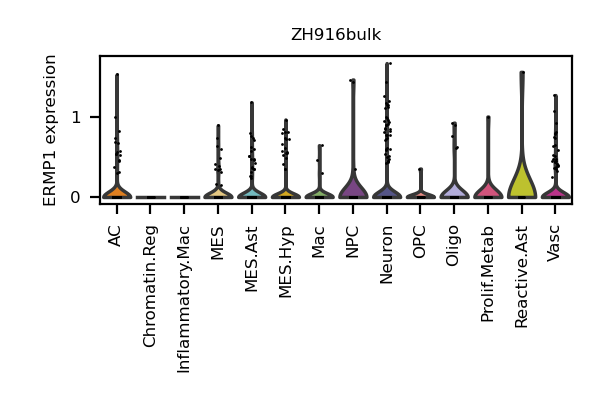 ZH916bulk
ERMP1 expression
1
0
AC
Chromatin.Reg
Inflammatory.Mac
MES
MES.Ast
MES.Hyp
Mac
NPC
Neuron
OPC
Oligo
Prolif.Metab
Reactive.Ast
Vasc